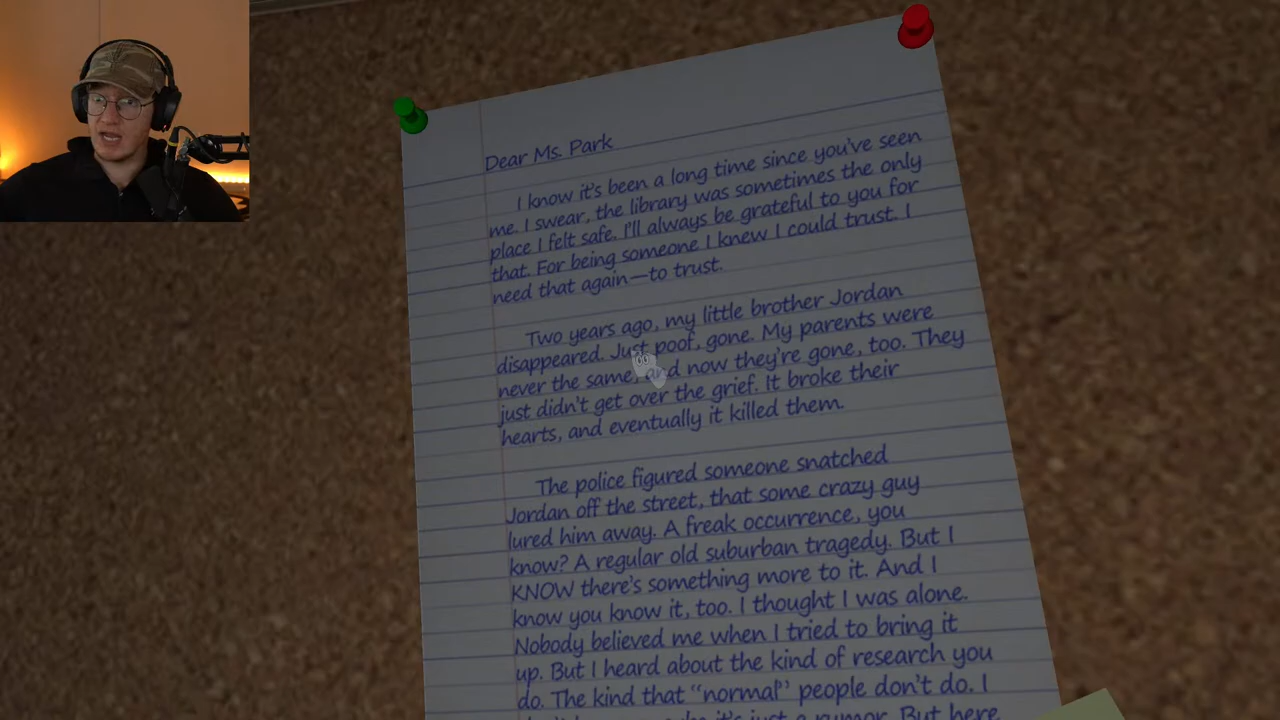 Dear Ms. Park
I know it's been a long time since you've seen
me. I swear, the library was sometimes the only
place I felt safe. I'll always be grateful to you for
that. For being someone I knew I could trust. I
need that again—to trust.
Two years ago, my little brother Jordan
disappeared. Just poof, gone. My parents were
never the same, and now they're gone, too. They
just didn't get over the grief. It broke their
hearts, and eventually it killed them.
The police figured someone snatched
Jordan off the street, that some crazy guy
lured him away. A freak occurrence, you
know? A regular old suburban tragedy. But I
KNOW there's something more to it. And I
know you know it, too. I thought I was alone.
Nobody believed me when I tried to bring it
up. But I heard about the kind of research you
do. The kind that "normal" people don't do. I
it's just a rumor. But here